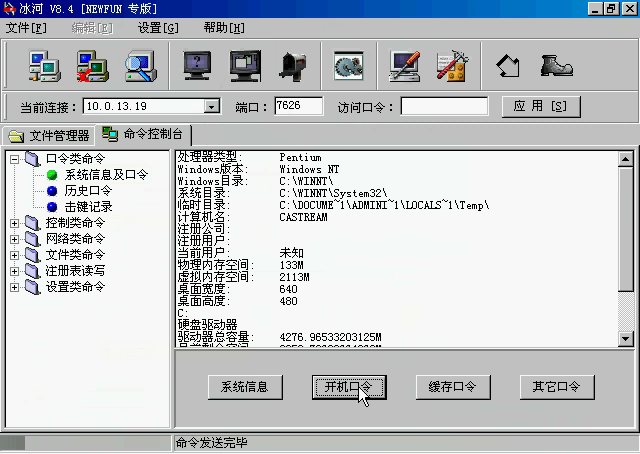 冰河 V8.4 [NEWFUN 专版]
文件[F] 编辑[E] 设置[G] 帮助[H]
当前连接: 10.0.13.19 端口: 7626 访问口令: 应用 [S]
文件管理器 命令控制台
口令类命令
系统信息及口令
历史口令
击键记录
控制类命令
网络类命令
文件类命令
注册表读写
设置类命令
处理器类型: Pentium
Windows版本: Windows NT
Windows目录: C:\WINNT\
系统目录: C:\WINNT\System32\
临时目录: C:\DOCUME~1\ADMINI~1\LOCALS~1\Temp\
计算机名: CASTREAM
注册公司:
注册用户:
当前用户: 未知
物理内存空间: 133M
虚拟内存空间: 2113M
桌面宽度: 640
桌面高度: 480
C:
硬盘驱动器
驱动器总容量: 4276.96533203125M
系统信息 开机口令 缓存口令 其它口令
命令发送完毕